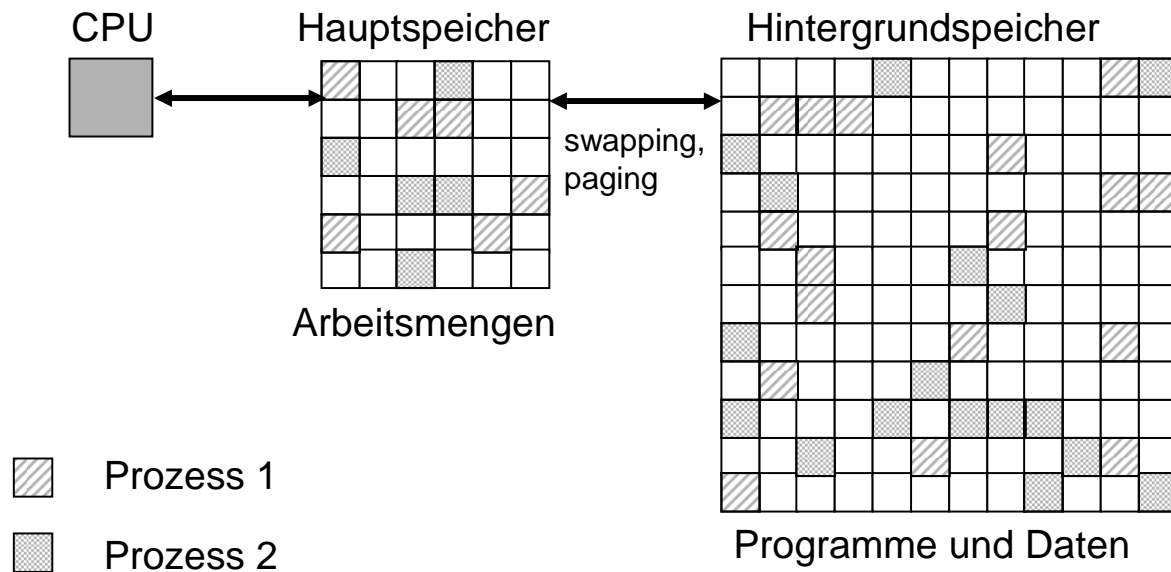 CPU
Hauptspeicher
Hintergrundspeicher
swapping,
paging
Arbeitsmengen
Prozess 1
Prozess 2
Programme und Daten